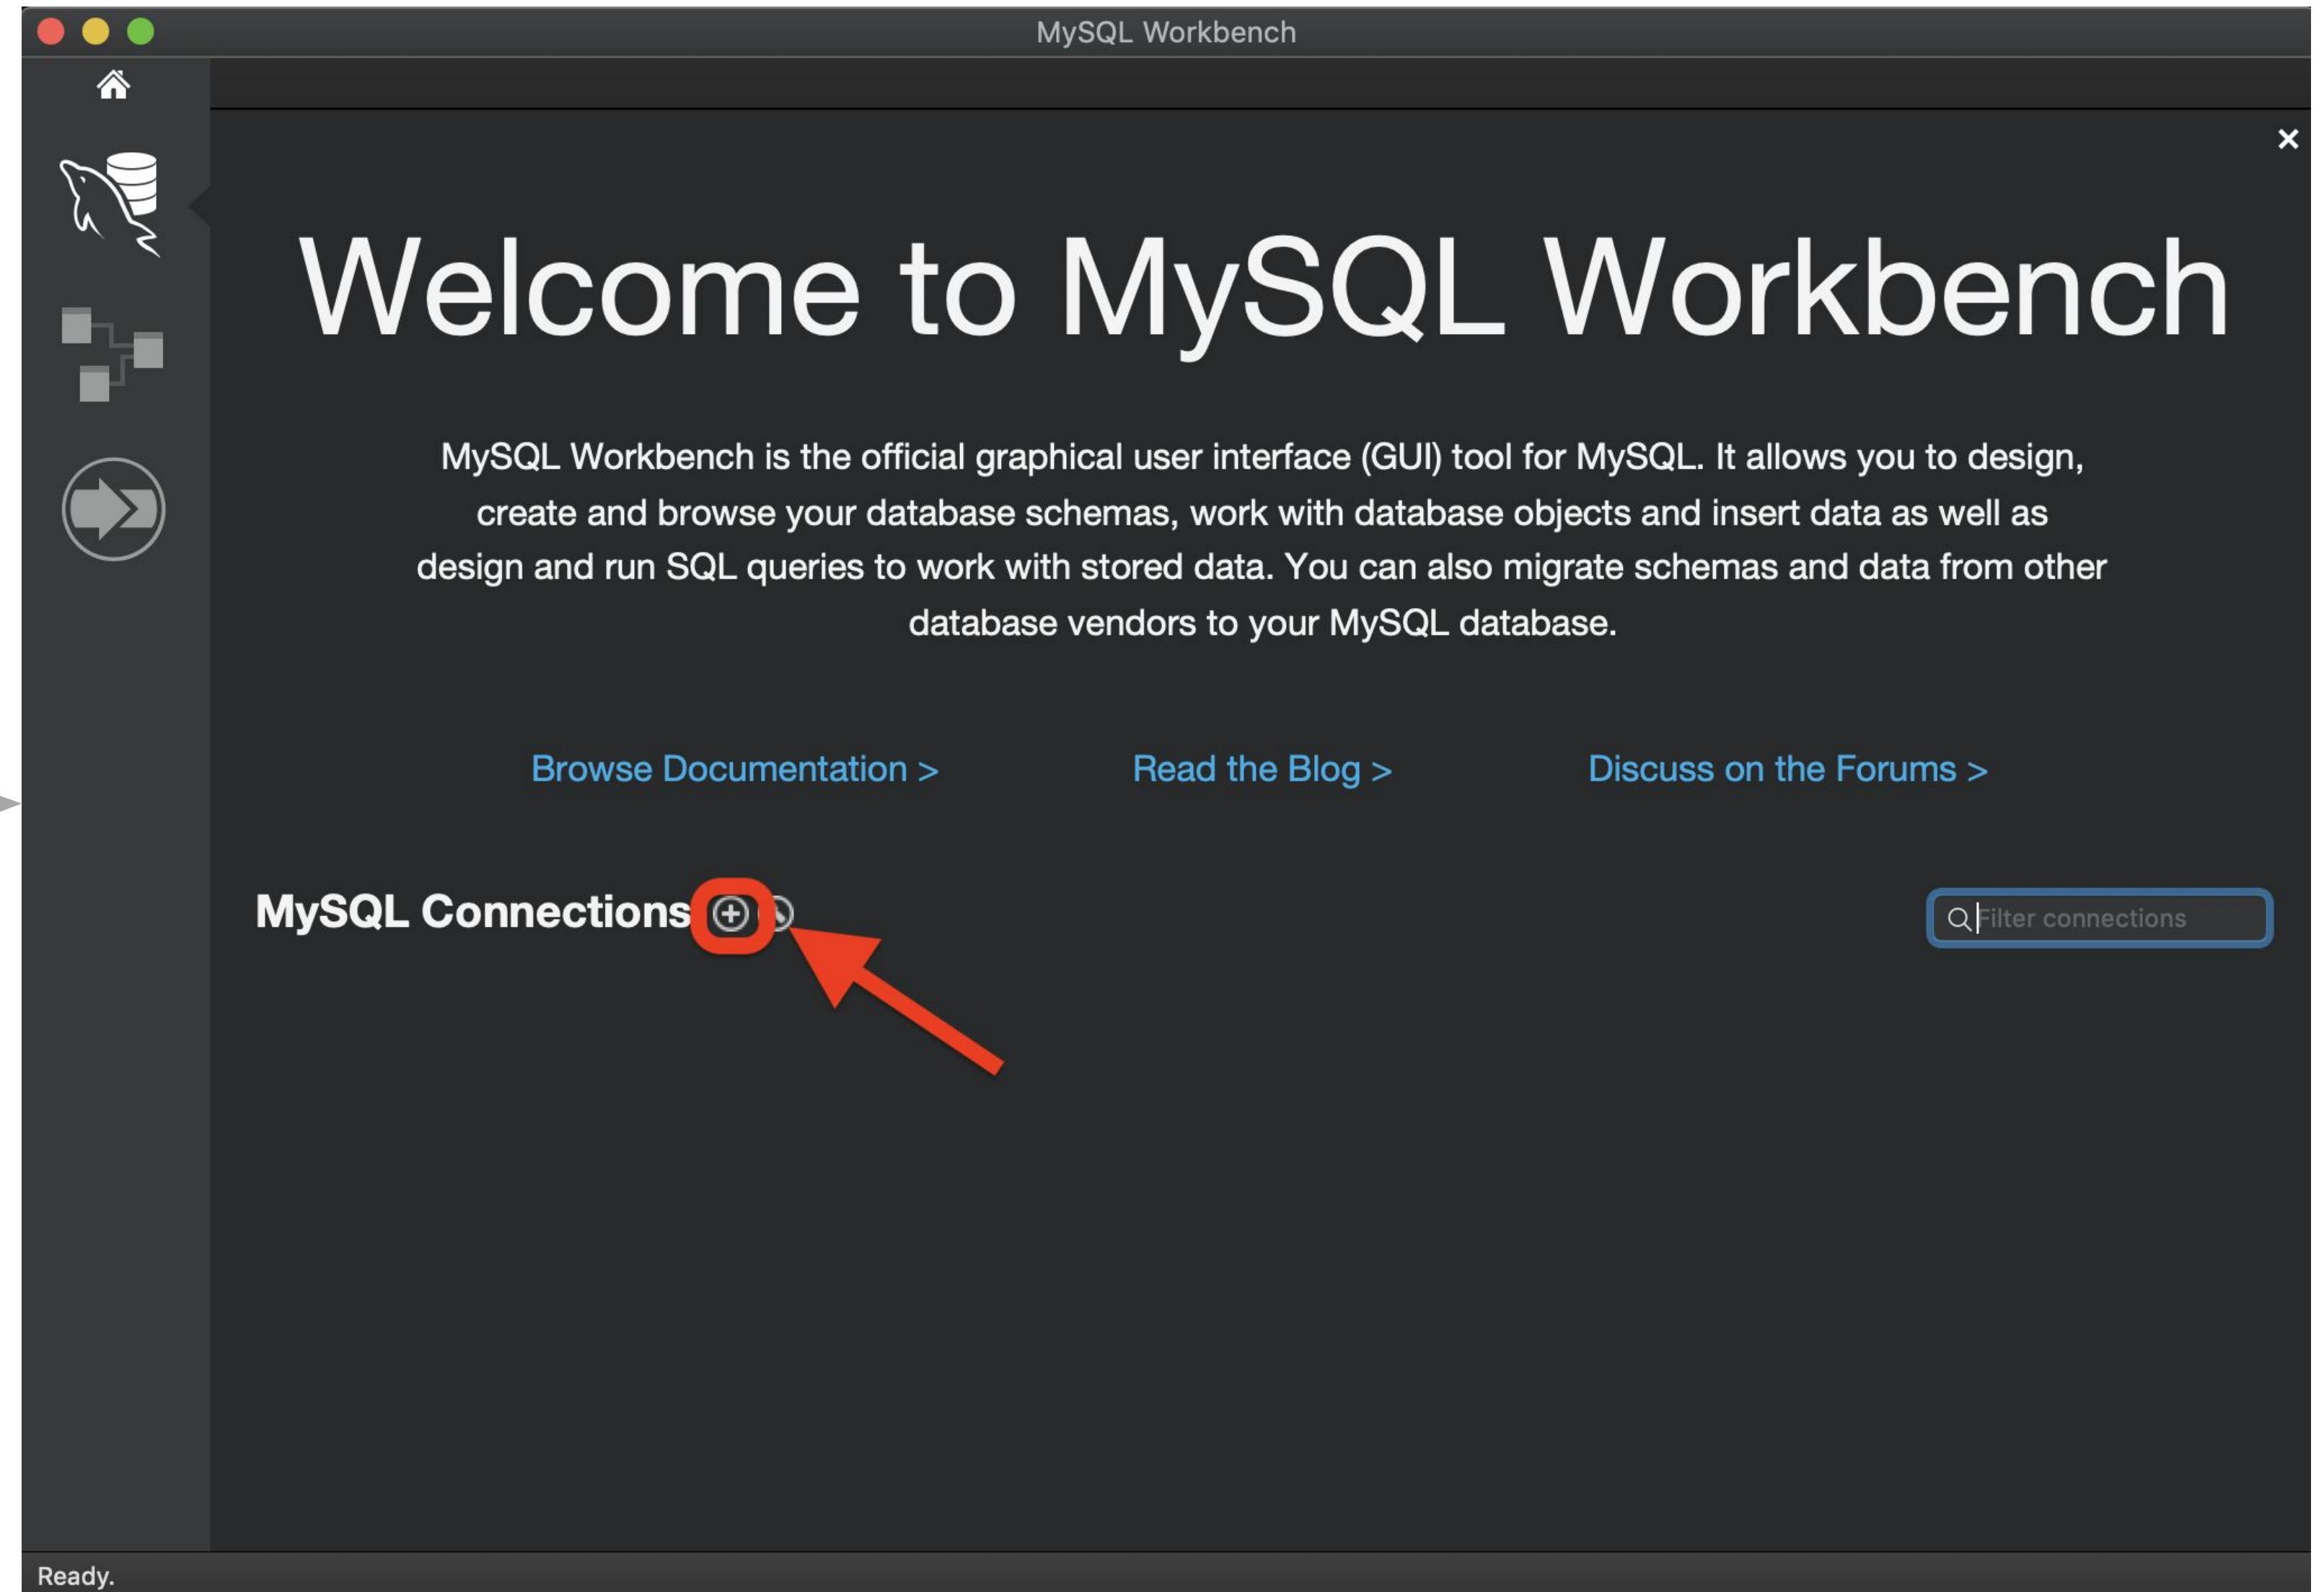 MySQL Workbench
Welcome to MySQL Workbench
MySQL Workbench is the official graphical user interface (GUI) tool for MySQL. It allows you to design,
create and browse your database schemas, work with database objects and insert data as well as
design and run SQL queries to work with stored data. You can also migrate schemas and data from other
database vendors to your MySQL database.
Browse Documentation > Read the Blog > Discuss on the Forums >
MySQL Connections Filter connections
Ready.